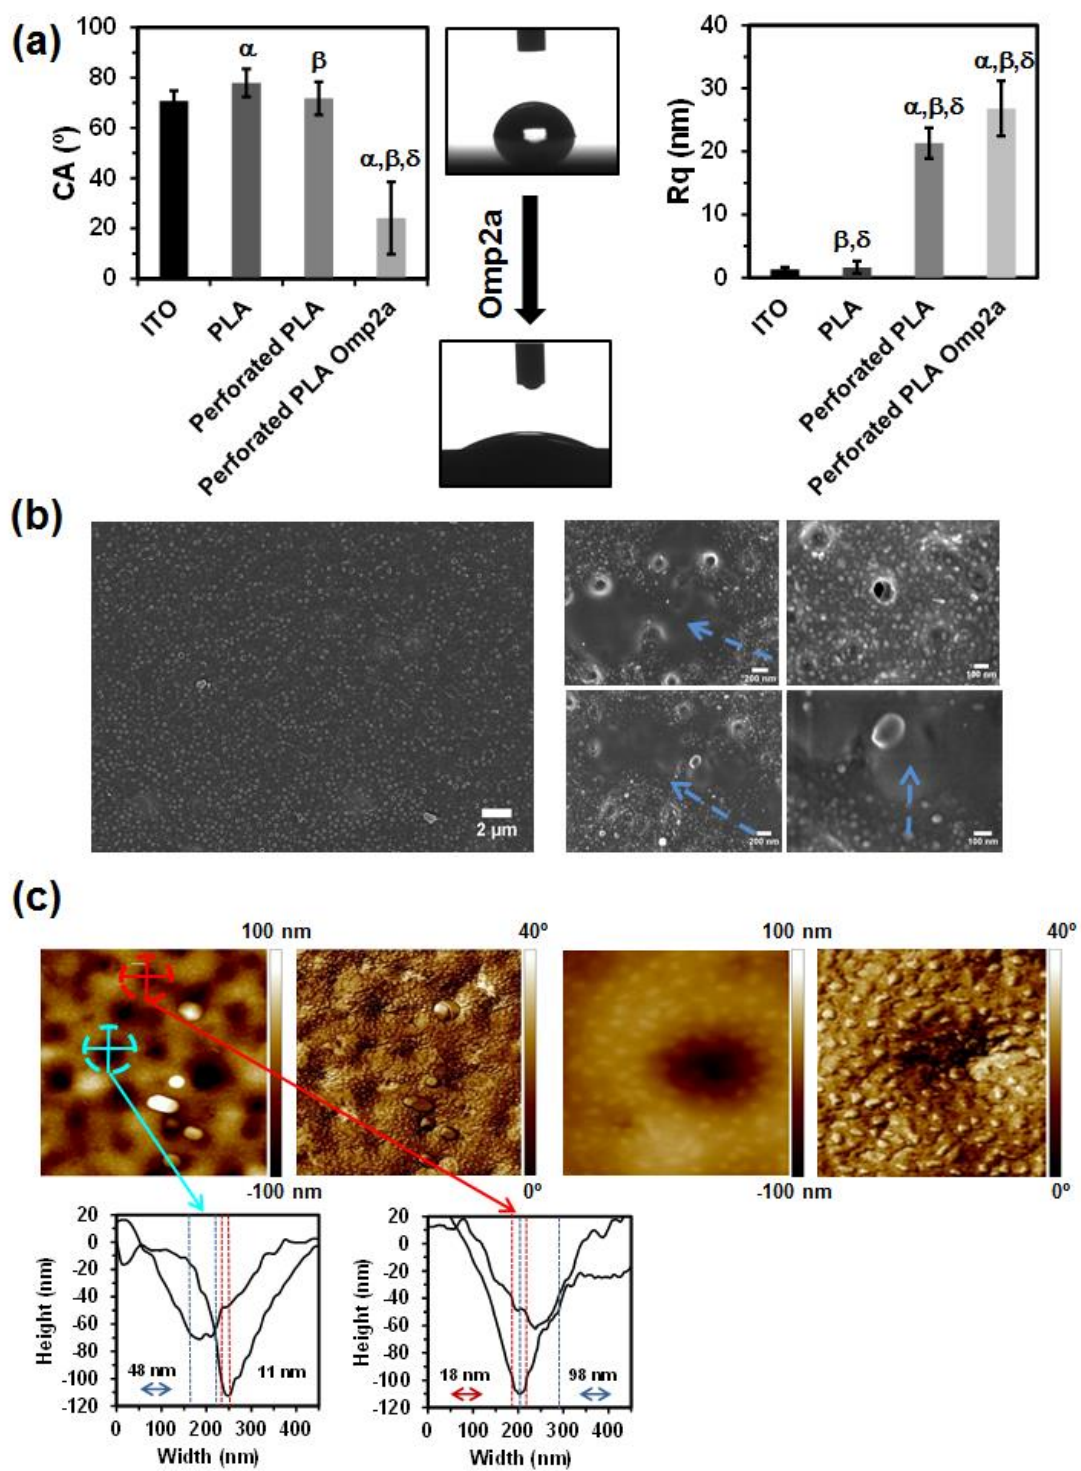 (a)
100
80
60
40
20
0
CA (º)
α
β
α,β,δ
ITO
PLA
Perforated PLA
Perforated PLA Omp2a
Omp2a
40
30
20
10
0
Rq (nm)
β,δ
α,β,δ
α,β,δ
ITO
PLA
Perforated PLA
Perforated PLA Omp2a
(b)
2 µm
200 nm
100 nm
200 nm
100 nm
(c)
100 nm
40º
100 nm
40º
-100 nm
0º
-100 nm
0º
20
0
-20
-40
-60
-80
-100
-120
Height (nm)
48 nm
11 nm
0 100 200 300 400
Width (nm)
20
0
-20
-40
-60
-80
-100
-120
Height (nm)
18 nm
98 nm
0 100 200 300 400
Width (nm)